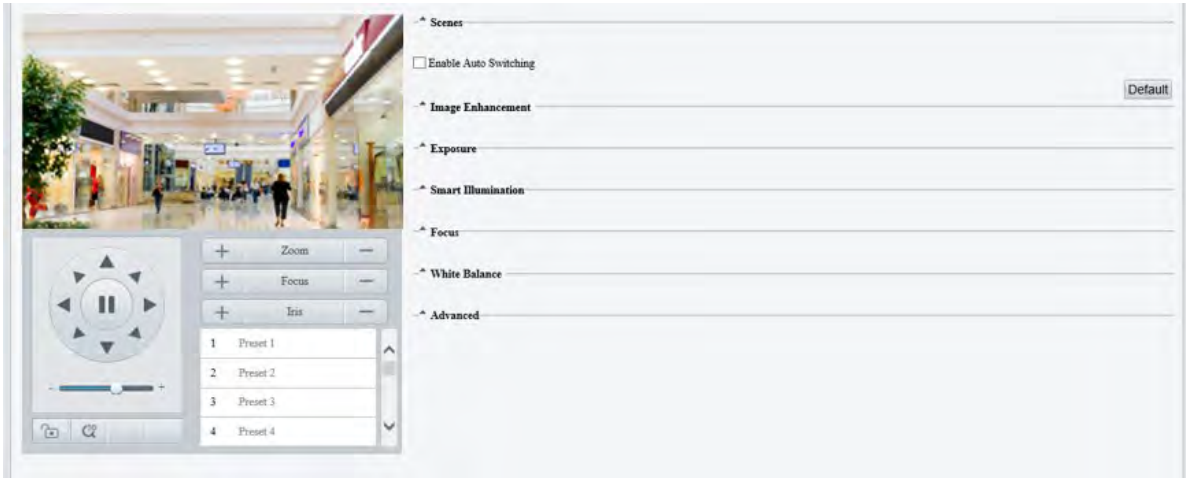 Scenes
Enable Auto Switching
Default
Image Enhancement
Exposure
Smart Illumination
Focus
White Balance
Advanced
+ Zoom −
+ Focus −
+ Iris −
1 Preset 1
2 Preset 2
3 Preset 3
4 Preset 4
- +